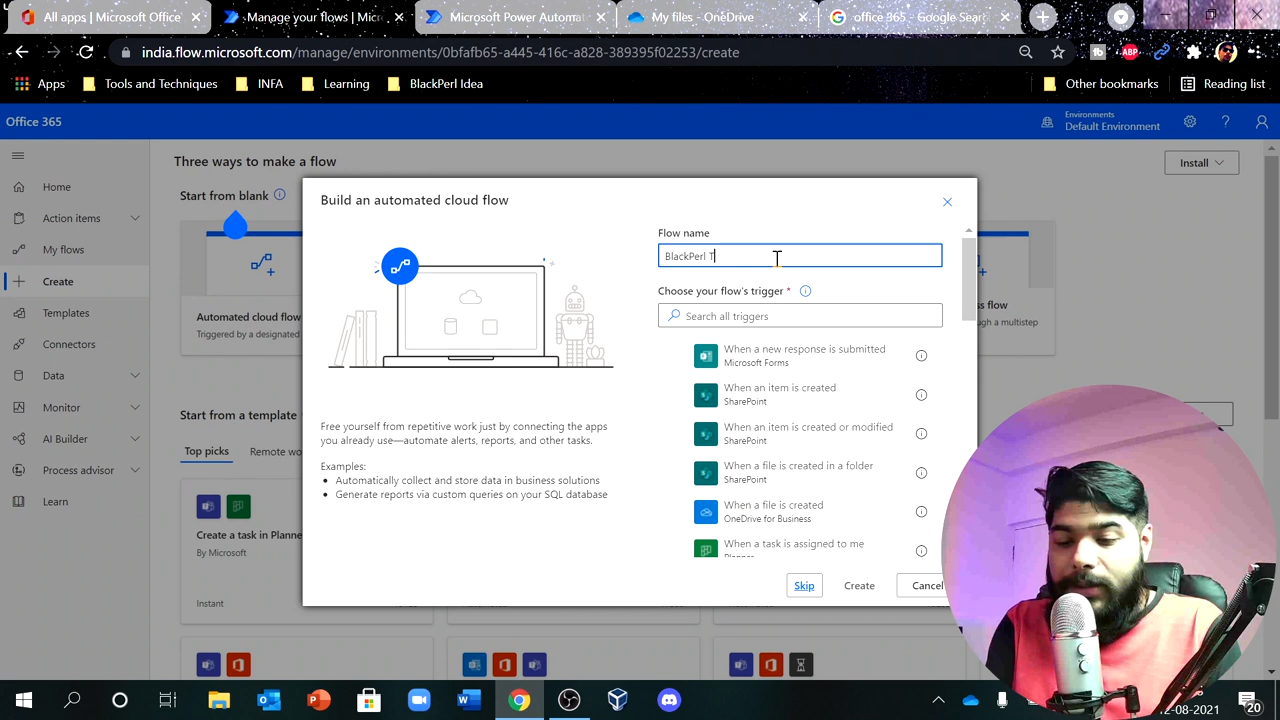 All apps | Microsoft Office
Manage your flows | Micr
Microsoft Power Automat
My files - OneDrive
office 365 - Google Sear
india.flow.microsoft.com/manage/environments/0bfafb65-a445-416c-a828-389395f02253/create
ABP
Apps
Tools and Techniques
INFA
Learning
BlackPerl Idea
Other bookmarks
Reading list
Office 365
Environments
Default Environment
Home
Action items
My flows
Create
Templates
Connectors
Data
Monitor
AI Builder
Process advisor
Learn
Three ways to make a flow
Install
Start from blank
Automated cloud flow
Triggered by a designated
ss flow
ough a multistep
Start from a template
Top picks
Remote wo
Create a task in Planne
By Microsoft
Instant
Build an automated cloud flow
Free yourself from repetitive work just by connecting the apps
you already use—automate alerts, reports, and other tasks.
Examples:
• Automatically collect and store data in business solutions
• Generate reports via custom queries on your SQL database
Flow name
BlackPerl T
Choose your flow's trigger *
Search all triggers
When a new response is submitted
Microsoft Forms
When an item is created
SharePoint
When an item is created or modified
SharePoint
When a file is created in a folder
SharePoint
When a file is created
OneDrive for Business
When a task is assigned to me
Skip
Create
Cancel
12-08-2021
20